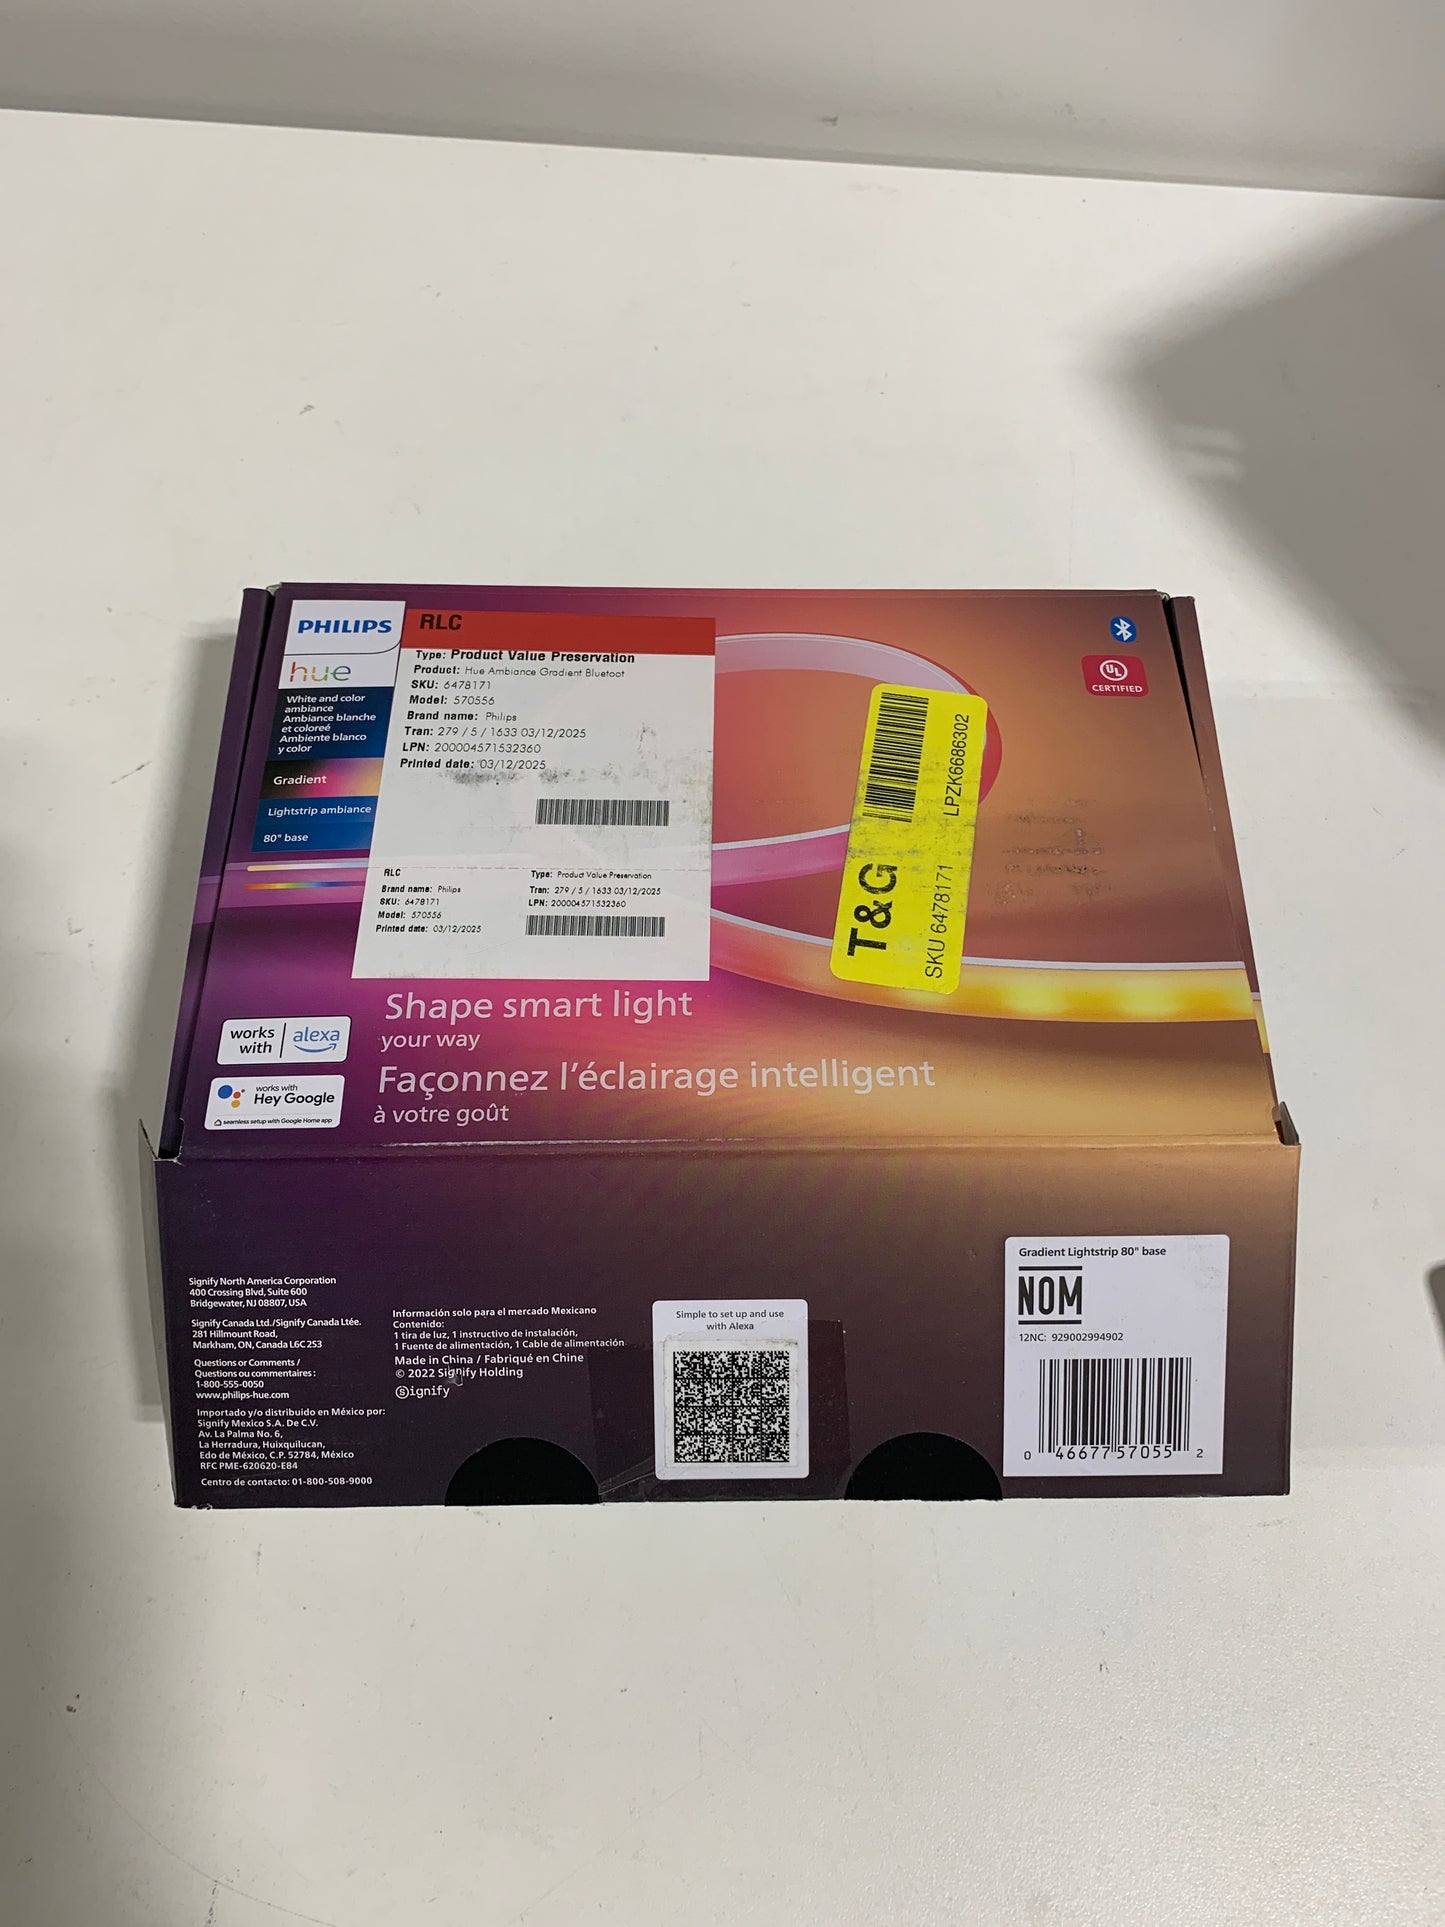 PHILIPS
hue
White and color
ambiance
Ambiance blanche
et coloreé
Ambiente blanco
y color
Gradient
Lightstrip ambiance
80" base
RLC
Type: Product Value Preservation
Product: Hue Ambiance Gradient Bluetoot
SKU: 6478171
Model: 570556
Brand name: Philips
Tran: 279 / 5 / 1633 03/12/2025
LPN: 200004571532360
Printed date: 03/12/2025
RLC
Brand name: Philips
SKU: 6478171
Model: 570556
Printed date: 03/12/2025
Type: Product Value Preservation
Tran: 279 / 5 / 1633 03/12/2025
LPN: 200004571532360
LPZK6686302
T&G
SKU 6478171
UL
CERTIFIED
Shape smart light
your way
Façonnez l'éclairage intelligent
à votre goût
works with alexa
works with
Hey Google
seamless setup with Google Home app
Signify North America Corporation
400 Crossing Blvd, Suite 600
Bridgewater, NJ 08807, USA
Signify Canada Ltd./Signify Canada Ltée.
281 Hillmount Road,
Markham, ON, Canada L6C 2S3
Questions or Comments /
Questions ou commentaires :
1-800-555-0050
www.philips-hue.com
Importado y/o distribuido en México por:
Signify Mexico S.A. De C.V.
Av. La Palma No. 6,
La Herradura, Huixquilucan,
Edo de México, C.P. 52784, México
RFC PME-620620-E84
Centro de contacto: 01-800-508-9000
Información solo para el mercado Mexicano
Contenido:
1 tira de luz, 1 instructivo de instalación,
1 Fuente de alimentación, 1 Cable de alimentación
Made in China / Fabriqué en Chine
© 2022 Signify Holding
Signify
Simple to set up and use
with Alexa
Gradient Lightstrip 80" base
NOM
12NC: 929002994902
0 46677 57055 2